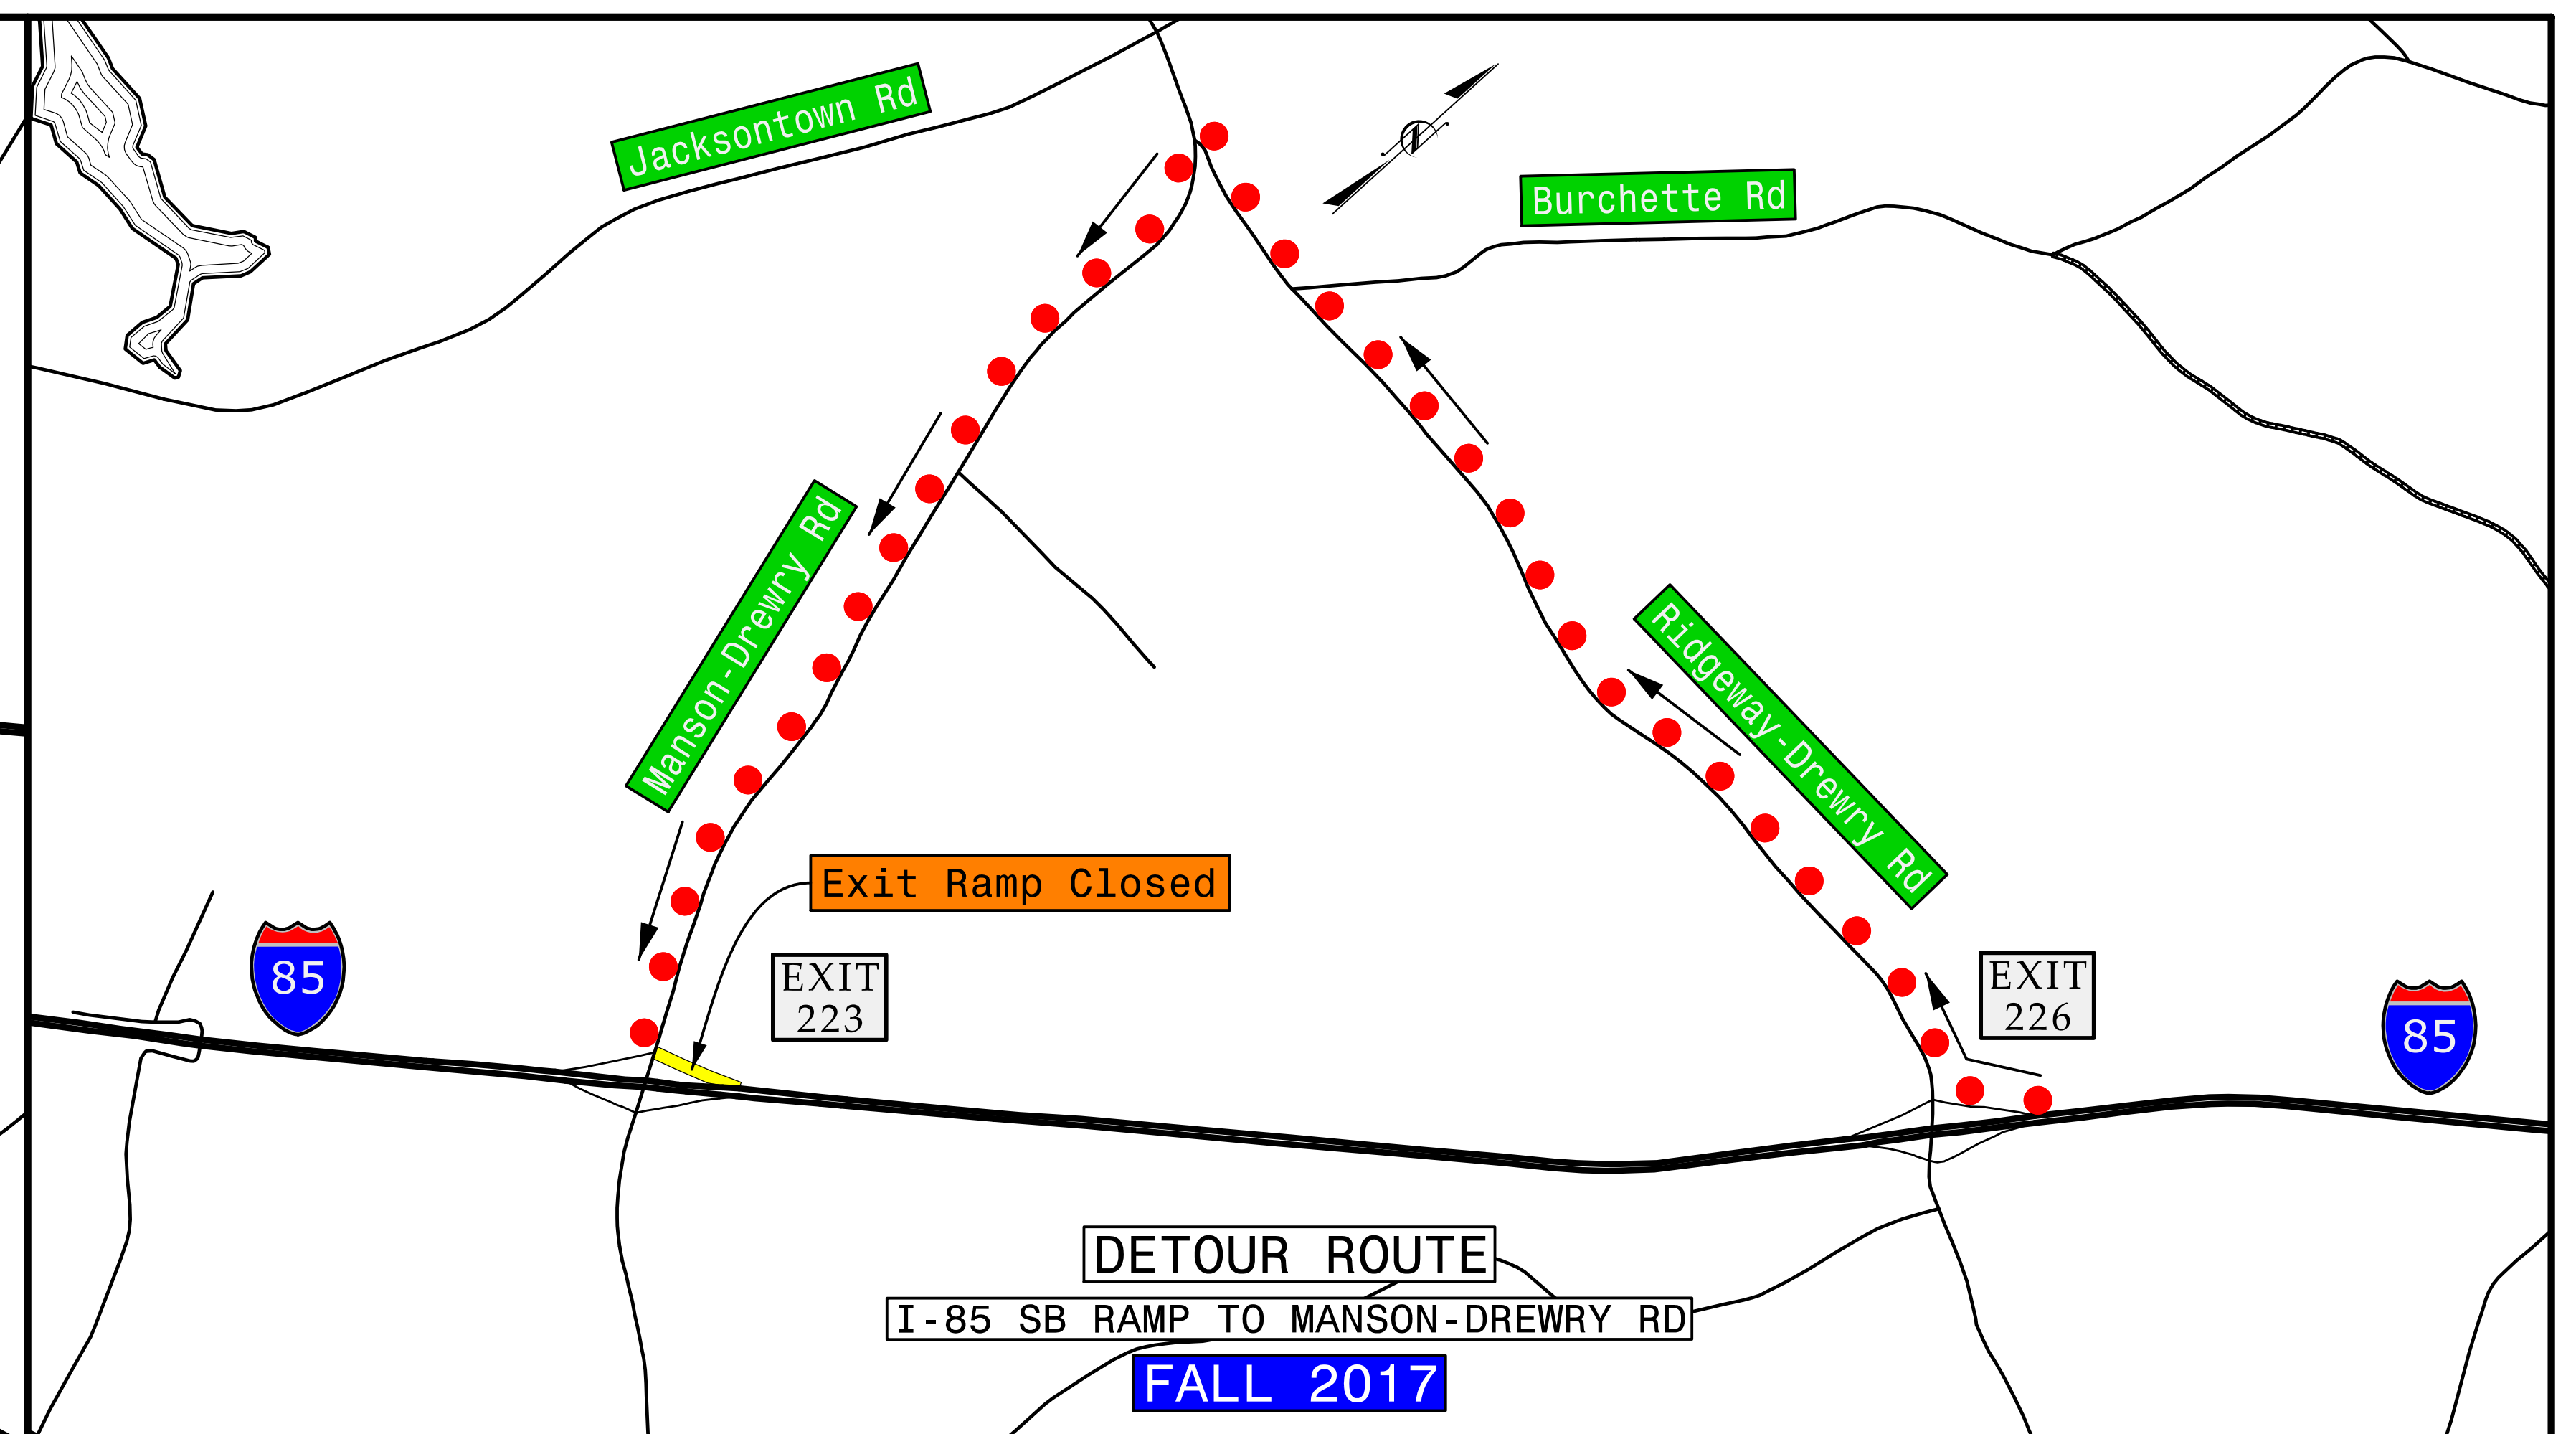 Jacksontown Rd
Burchette Rd
Manson-Drewry Rd
Ridgeway-Drewry Rd
Exit Ramp Closed
85
EXIT
223
EXIT
226
85
DETOUR ROUTE
I-85 SB RAMP TO MANSON-DREWRY RD
FALL 2017